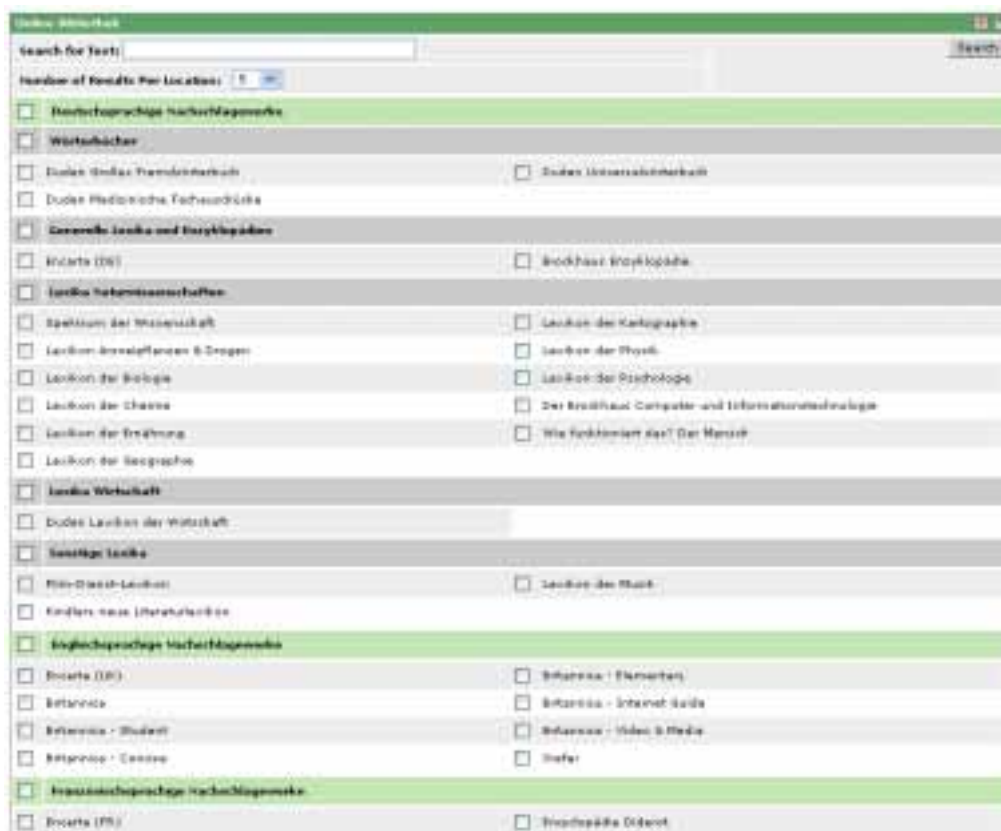 Online Bibliothek
Search for Text: Search
Number of Results Per Location: 5
Deutschsprachige Nachschlagewerke
Wörterbücher
Duden Großes Fremdwörterbuch Duden Universalwörterbuch
Duden Medizinische Fachausdrücke
Generelle Lexika und Enzyklopädien
Encarta (DE) Brockhaus Enzyklopädie
Lexika Naturwissenschaften
Spektrum der Wissenschaft Lexikon der Kartographie
Lexikon Arzneipflanzen & Drogen Lexikon der Physik
Lexikon der Biologie Lexikon der Psychologie
Lexikon der Chemie Der Brockhaus Computer und Informationstechnologie
Lexikon der Ernährung Wie funktioniert das? Der Mensch
Lexikon der Geographie
Lexika Wirtschaft
Duden Lexikon der Wirtschaft
Sonstige Lexika
Film-Dienst-Lexikon Lexikon der Musik
Kindlers neue Literaturlexikon
Englischsprachige Nachschlagewerke
Encarta (UK) Britannica - Elementary
Britannica Britannica - Internet Guide
Britannica - Student Britannica - Video & Media
Britannica - Concise Xrefer
Französischsprachige Nachschlagewerke
Encarta (FR) Encyclopédie Diderot